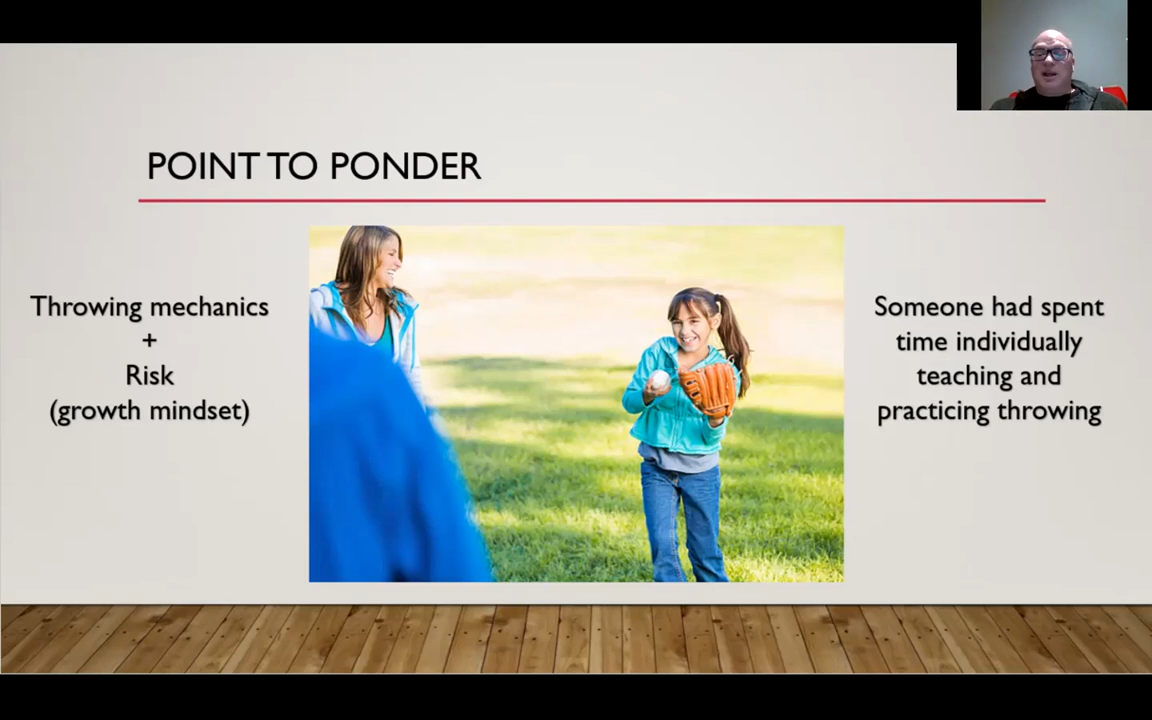 POINT TO PONDER
Throwing mechanics
+
Risk
(growth mindset)
Someone had spent
time individually
teaching and
practicing throwing